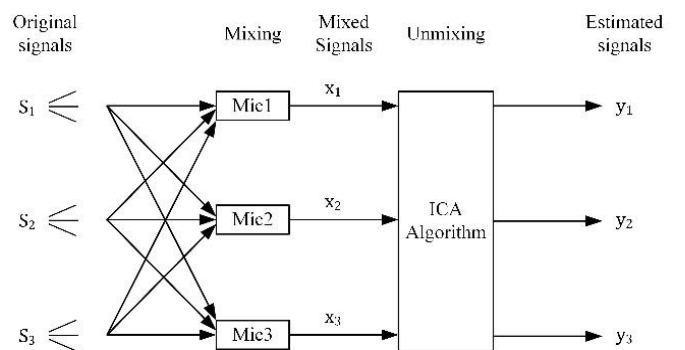 Original signals
Mixing
Mixed Signals
Unmixing
Estimated signals
S1
Mic1
x1
y1
S2
Mic2
x2
ICA Algorithm
y2
S3
Mic3
x3
y3